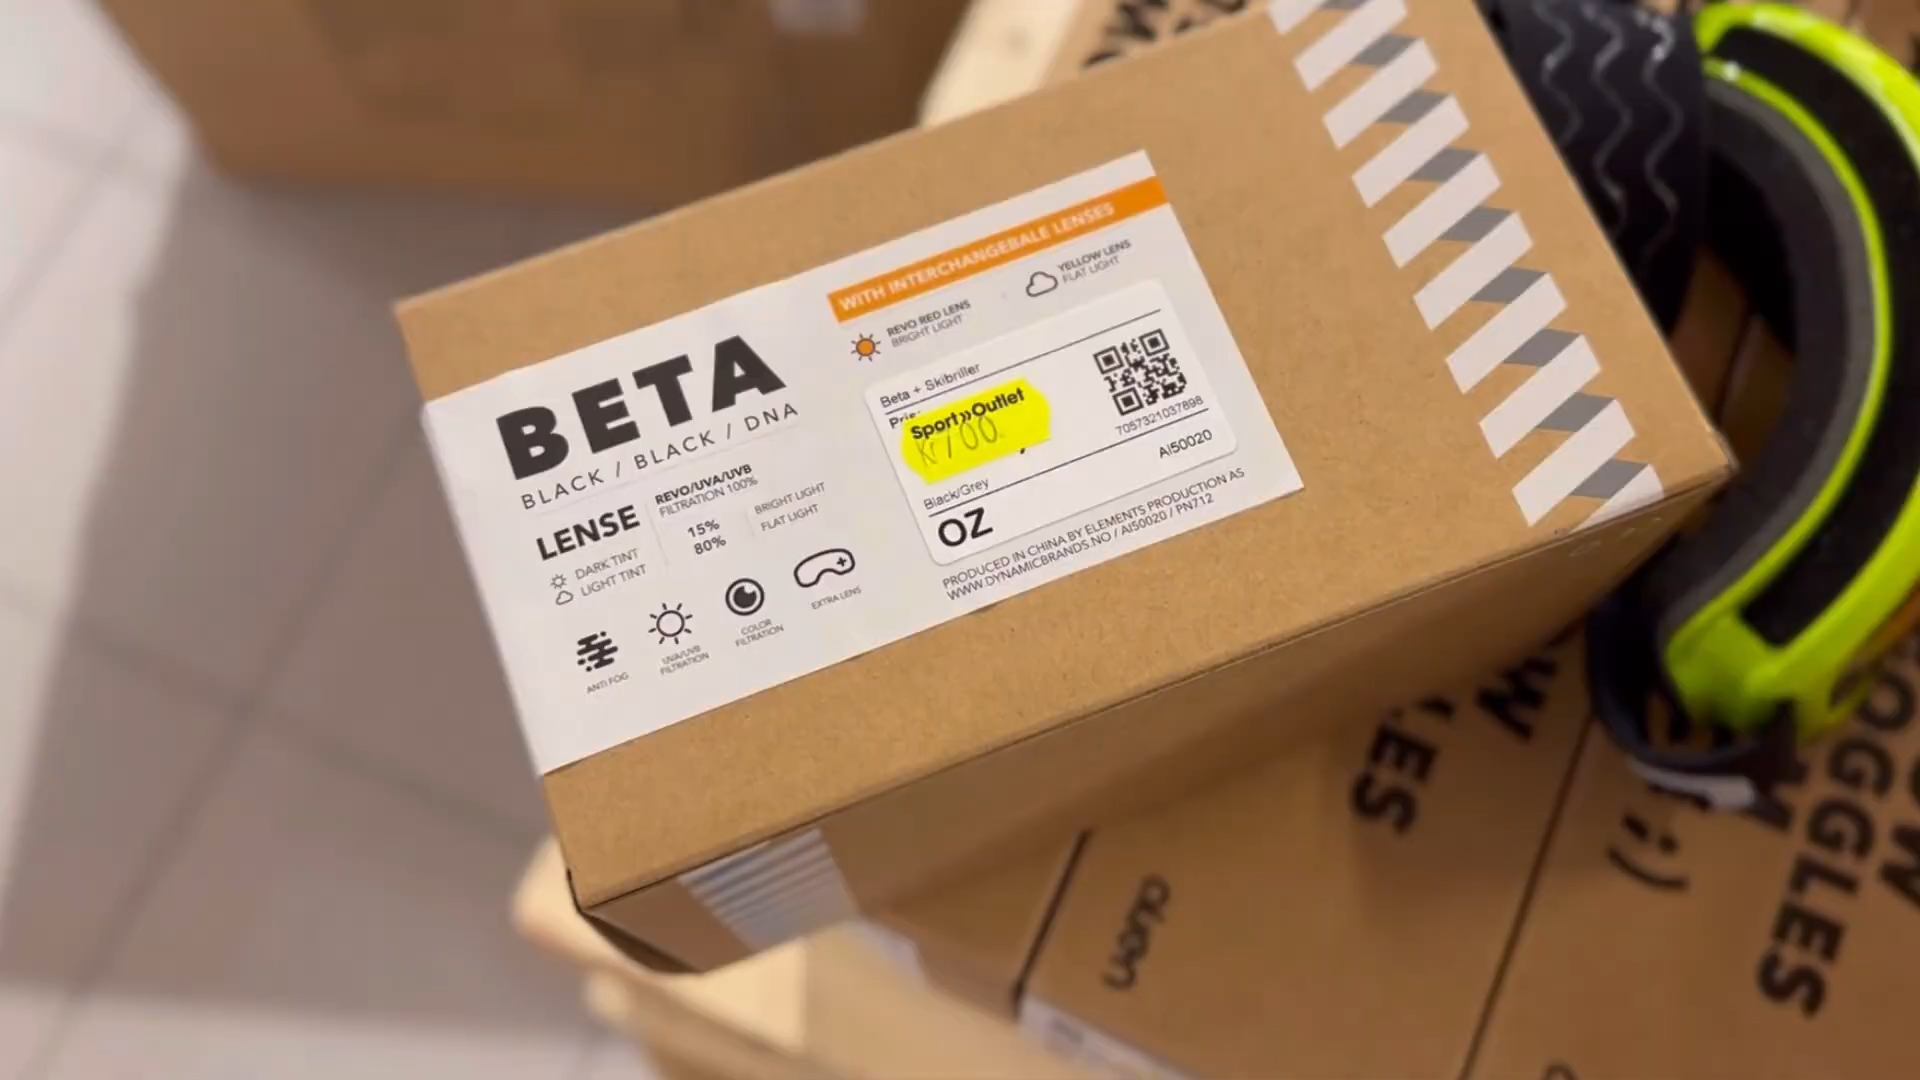 BETA
BLACK / BLACK / DNA
LENSE
DARK TINT
LIGHT TINT
REVO/UVA/UVB
FILTRATION 100%
15%
80%
BRIGHT LIGHT
FLAT LIGHT
ANTI FOG
UVA/UVB
FILTRATION
COLOR
FILTRATION
EXTRA LENS
WITH INTERCHANGEBALE LENSES
REVO RED LENS
BRIGHT LIGHT
YELLOW LENS
FLAT LIGHT
Beta + Skibriller
Sport»Outlet
Kr 100.
7057321037898
Black/Grey
AI50020
OZ
PRODUCED IN CHINA BY ELEMENTS PRODUCTION AS
WWW.DYNAMICBRANDS.NO / AI50020 / PN712
;)